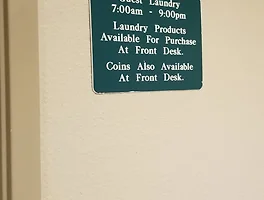 Guest Laundry
7:00am - 9:00pm
Laundry Products
Available For Purchase
At Front Desk.
Coins Also Available
At Front Desk.